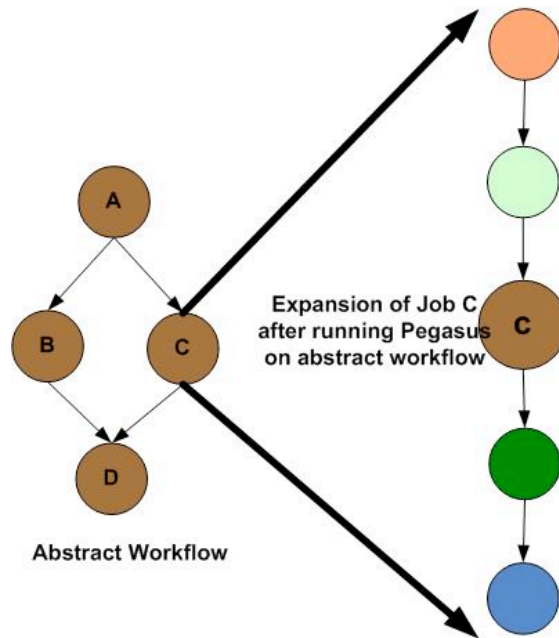 A
B
C
D
Abstract Workflow
Expansion of Job C
after running Pegasus
on abstract workflow
C